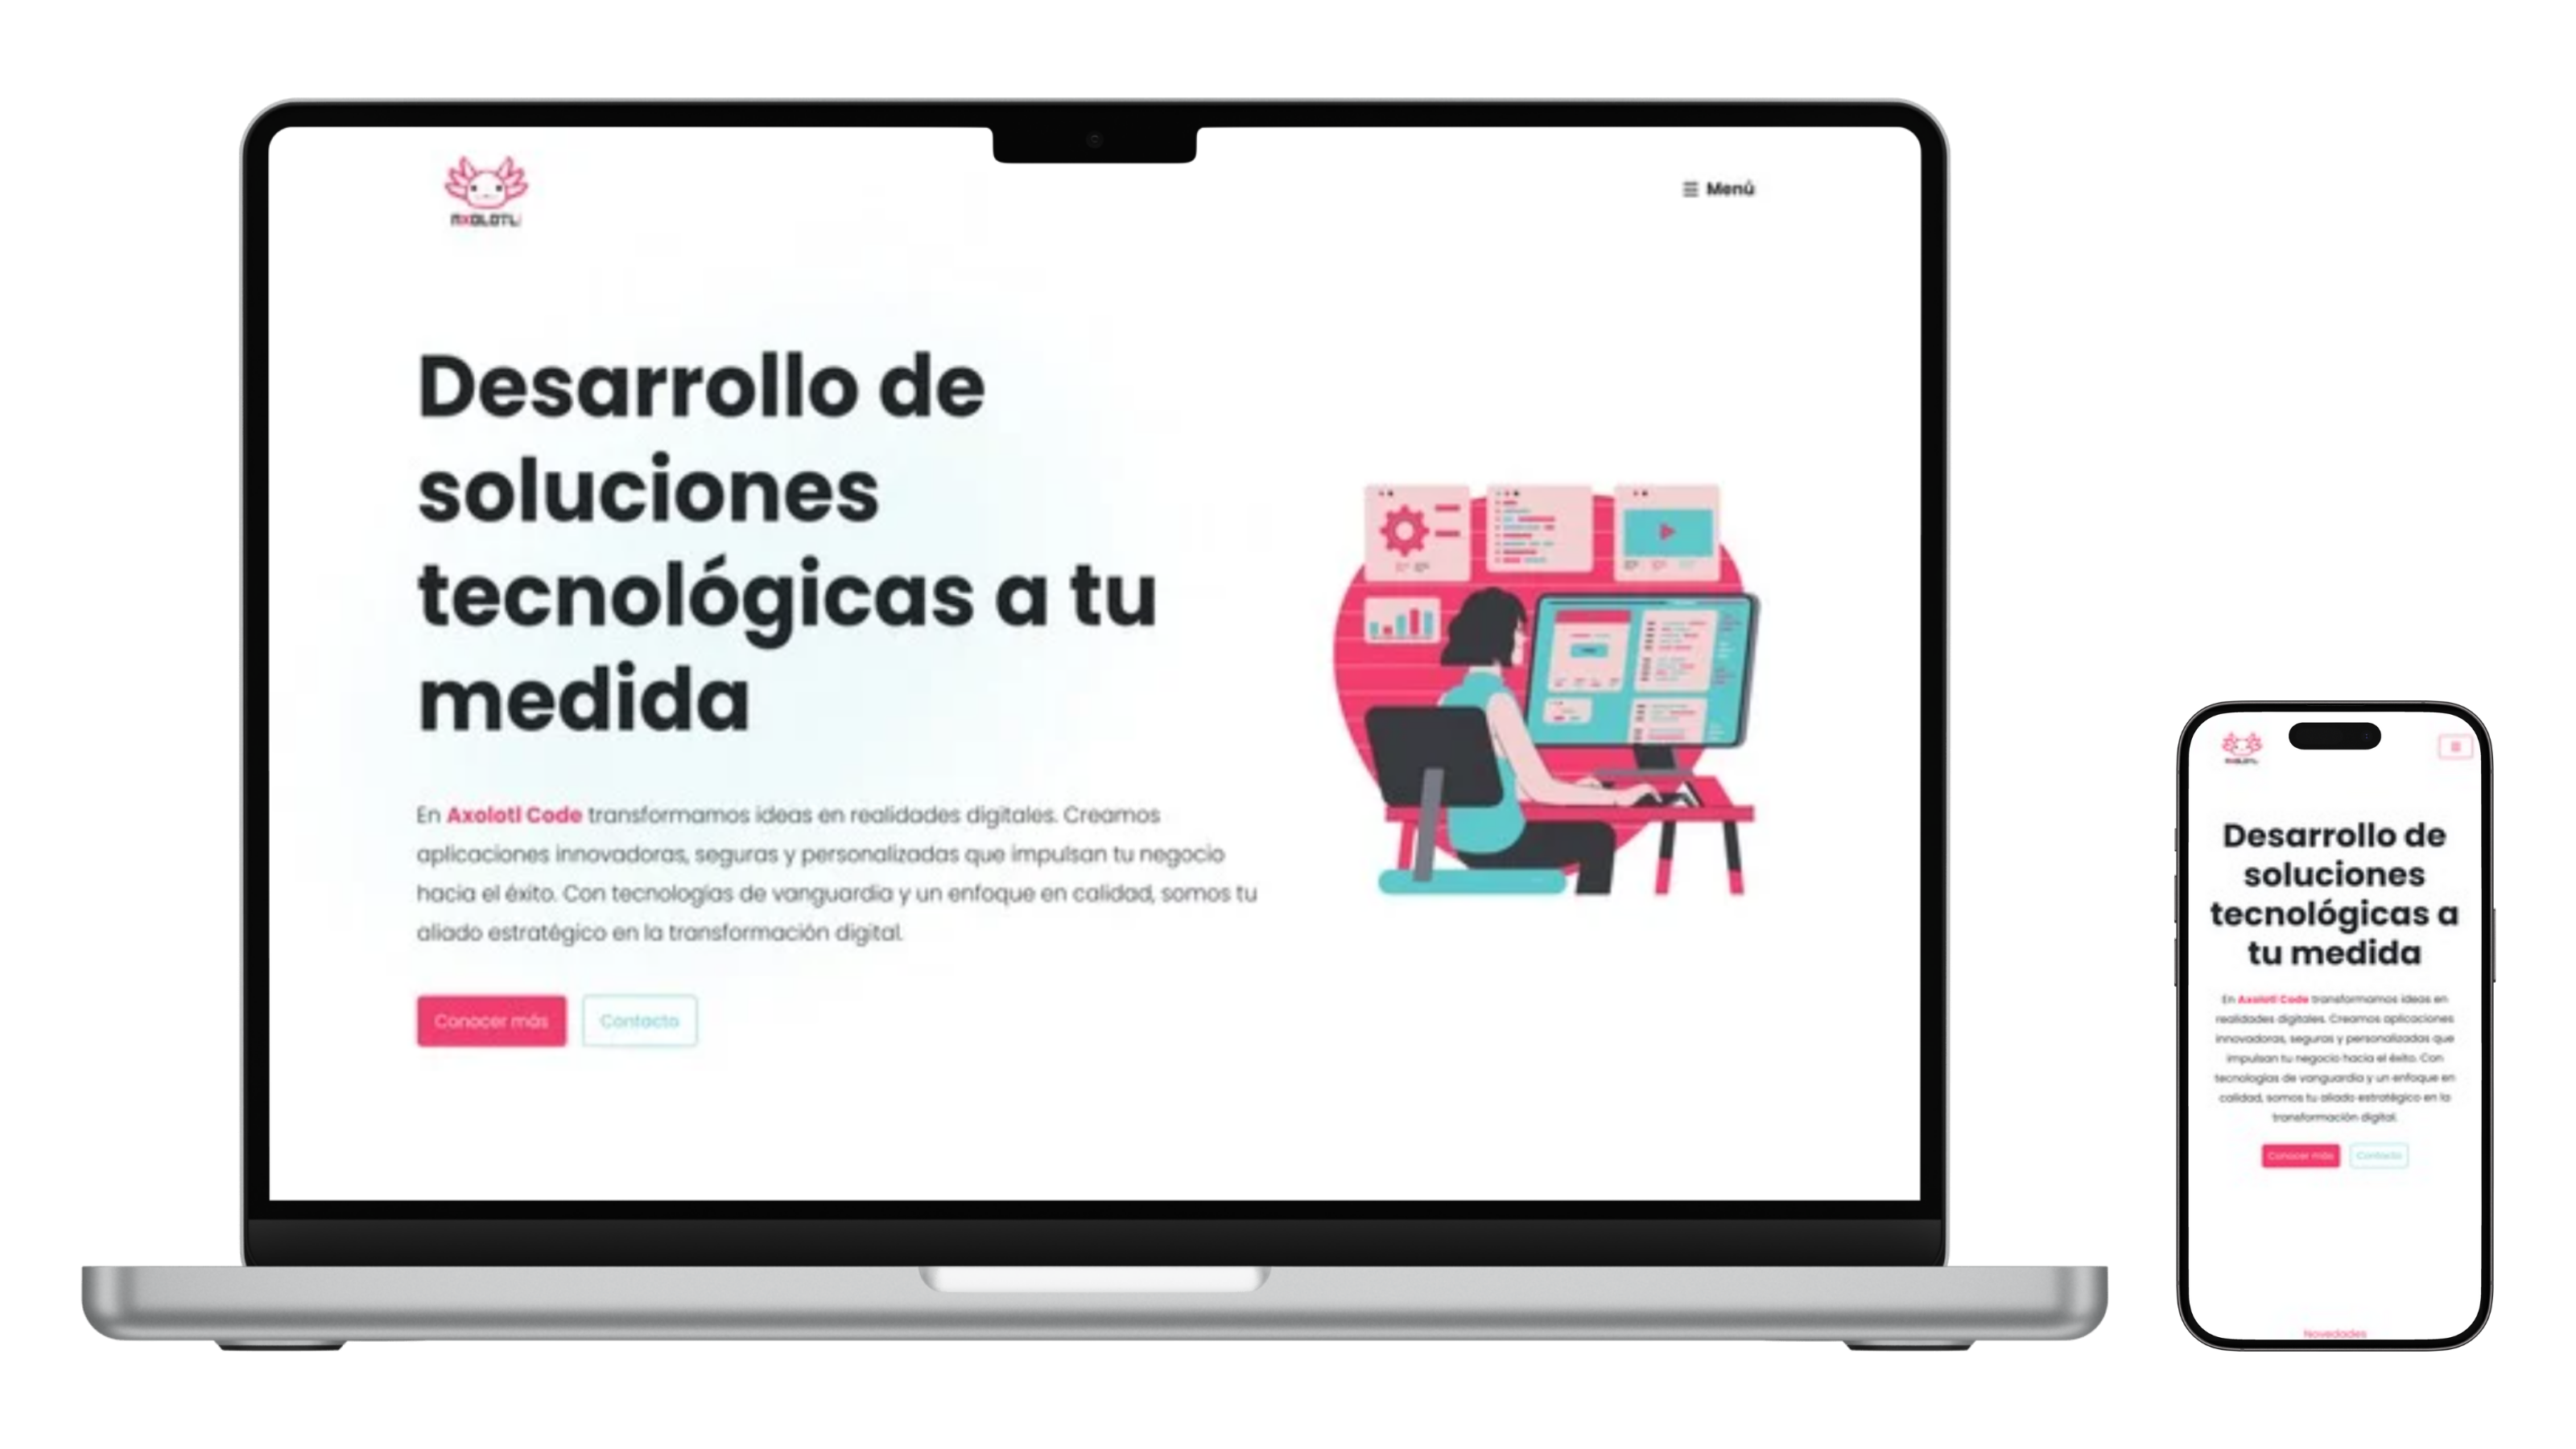 AXOLOTL
Menú
Desarrollo de
soluciones
tecnológicas a tu
medida
En Axolotl Code transformamos ideas en realidades digitales. Creamos
aplicaciones innovadoras, seguras y personalizadas que impulsan tu negocio
hacia el éxito. Con tecnologías de vanguardia y un enfoque en calidad, somos tu
aliado estratégico en la transformación digital.
Conocer más
Contacto
AXOLOTL
Desarrollo de
soluciones
tecnológicas a
tu medida
En Axolotl Code transformamos ideas en
realidades digitales. Creamos aplicaciones
innovadoras, seguras y personalizadas que
impulsan tu negocio hacia el éxito. Con
tecnologías de vanguardia y un enfoque en
calidad, somos tu aliado estratégico en la
transformación digital.
Conocer más
Contacto
Novedades